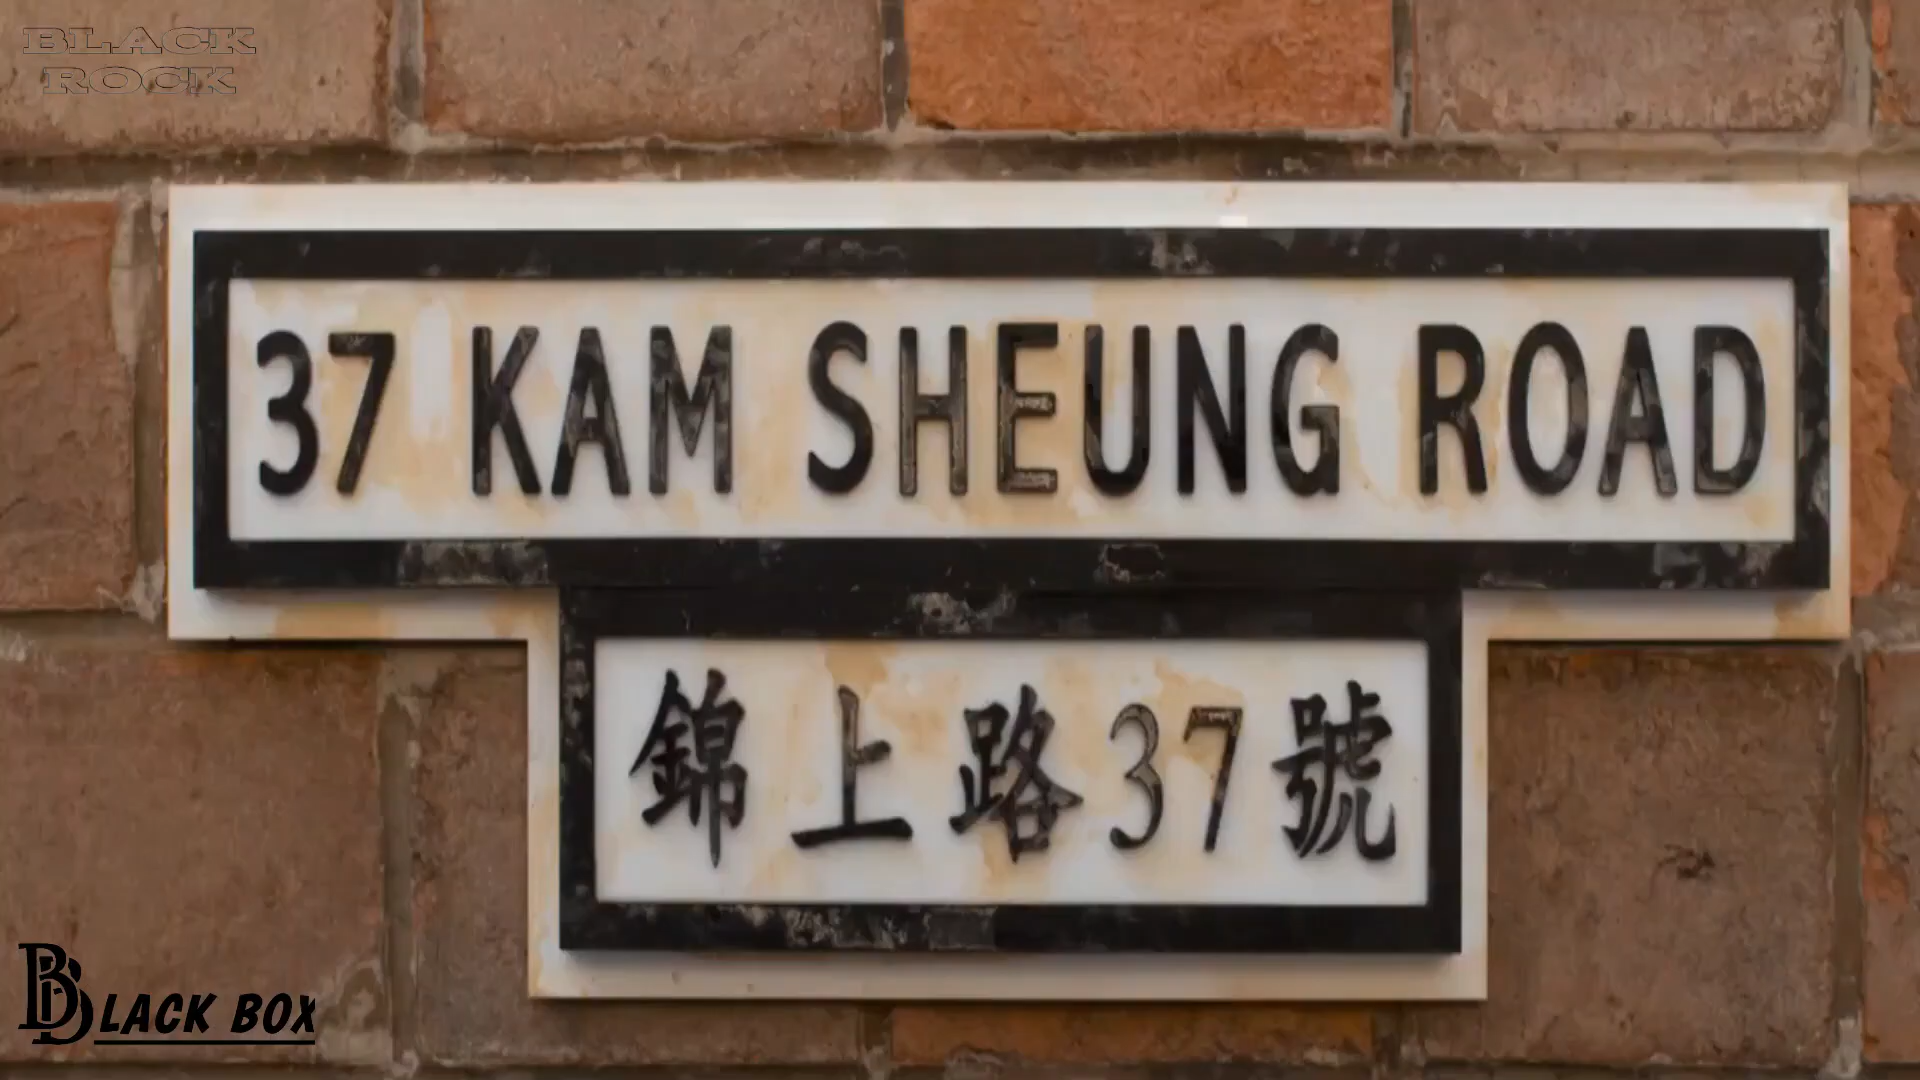 BLACK
ROCK
37 KAM SHEUNG ROAD
錦上路37號
BLACK BOX